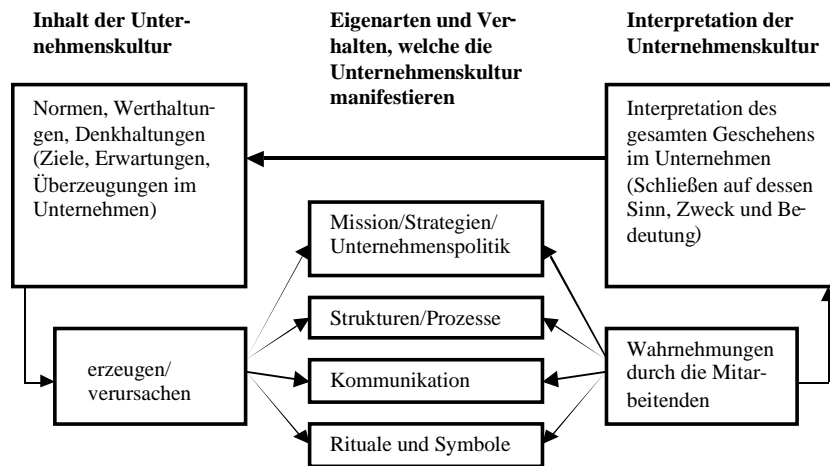 Inhalt der Unter-
nehmenskultur
Eigenarten und Ver-
halten, welche die
Unternehmenskultur
manifestieren
Interpretation der
Unternehmenskultur
Normen, Werthaltun-
gen, Denkhaltungen
(Ziele, Erwartungen,
Überzeugungen im
Unternehmen)
Interpretation des
gesamten Geschehens
im Unternehmen
(Schließen auf dessen
Sinn, Zweck und Be-
deutung)
Mission/Strategien/
Unternehmenspolitik
Strukturen/Prozesse
Kommunikation
Rituale und Symbole
erzeugen/
verursachen
Wahrnehmungen
durch die Mitar-
beitenden